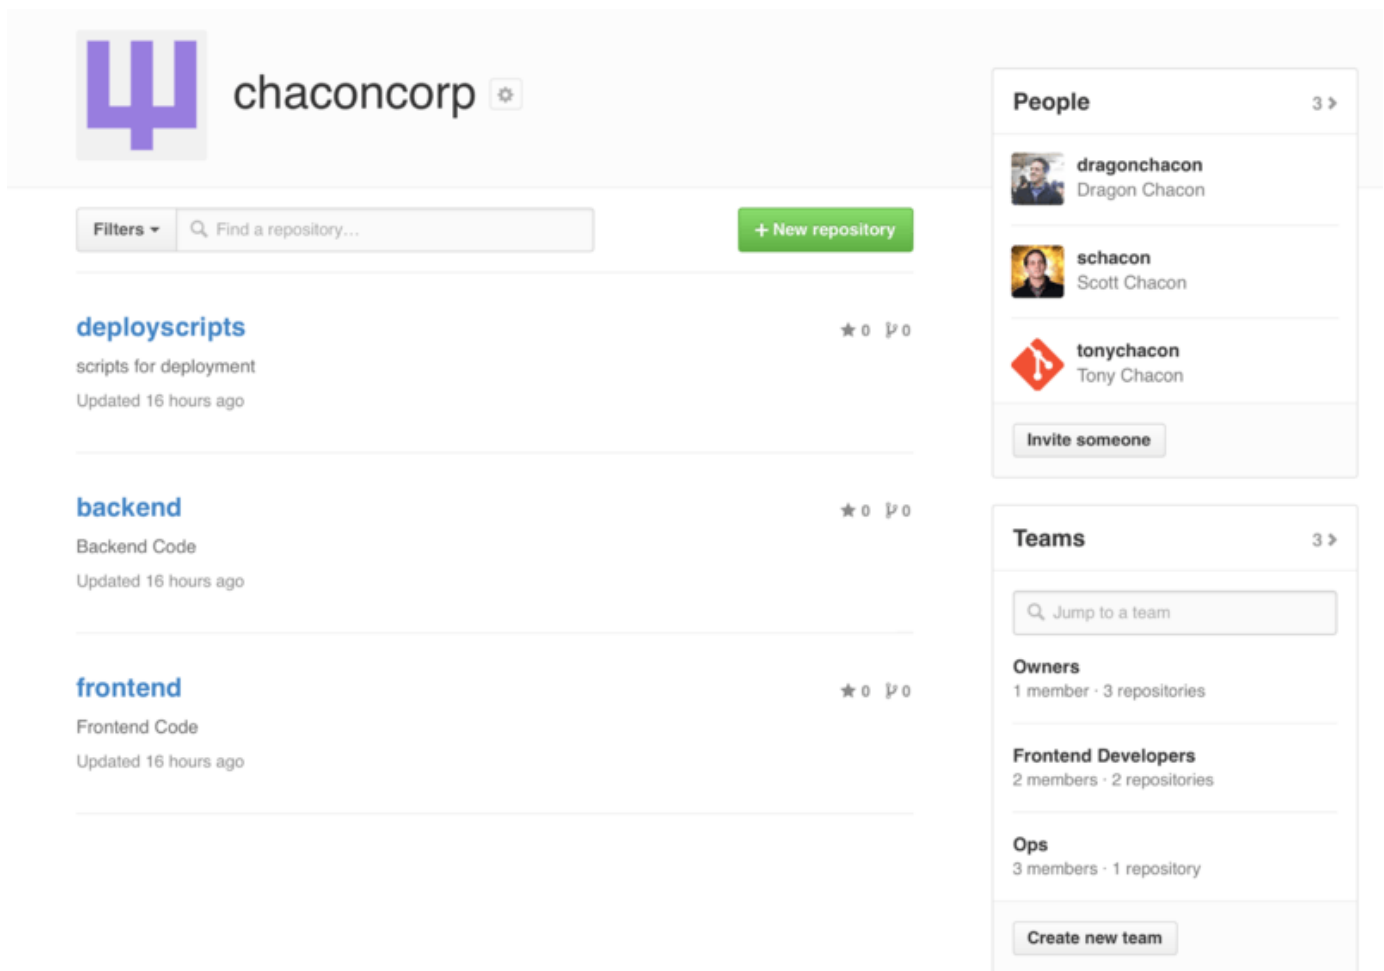 chaconcorp
Filters
Find a repository...
+ New repository
deployscripts
0 0
scripts for deployment
Updated 16 hours ago
backend
0 0
Backend Code
Updated 16 hours ago
frontend
0 0
Frontend Code
Updated 16 hours ago
People
3
dragonchacon
Dragon Chacon
schacon
Scott Chacon
tonychacon
Tony Chacon
Invite someone
Teams
3
Jump to a team
Owners
1 member · 3 repositories
Frontend Developers
2 members · 2 repositories
Ops
3 members · 1 repository
Create new team